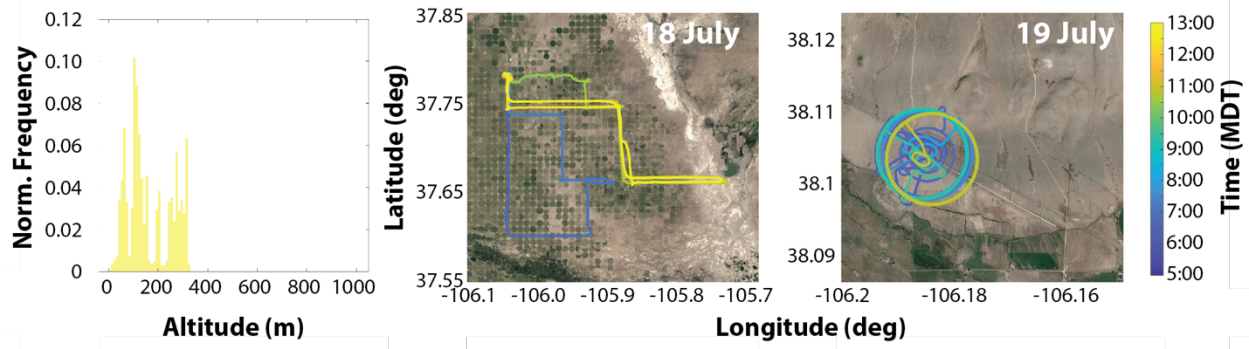 0.12
0.10
0.08
0.06
0.04
0.02
0
Norm. Frequency
0 200 400 600 800 1000
Altitude (m)
18 July
37.85
37.75
37.65
37.55
Latitude (deg)
-106.1 -106.0 -105.9 -105.8 -105.7
19 July
38.12
38.11
38.1
38.09
-106.2 -106.18 -106.16
Longitude (deg)
13:00
12:00
11:00
10:00
9:00
8:00
7:00
6:00
5:00
Time (MDT)